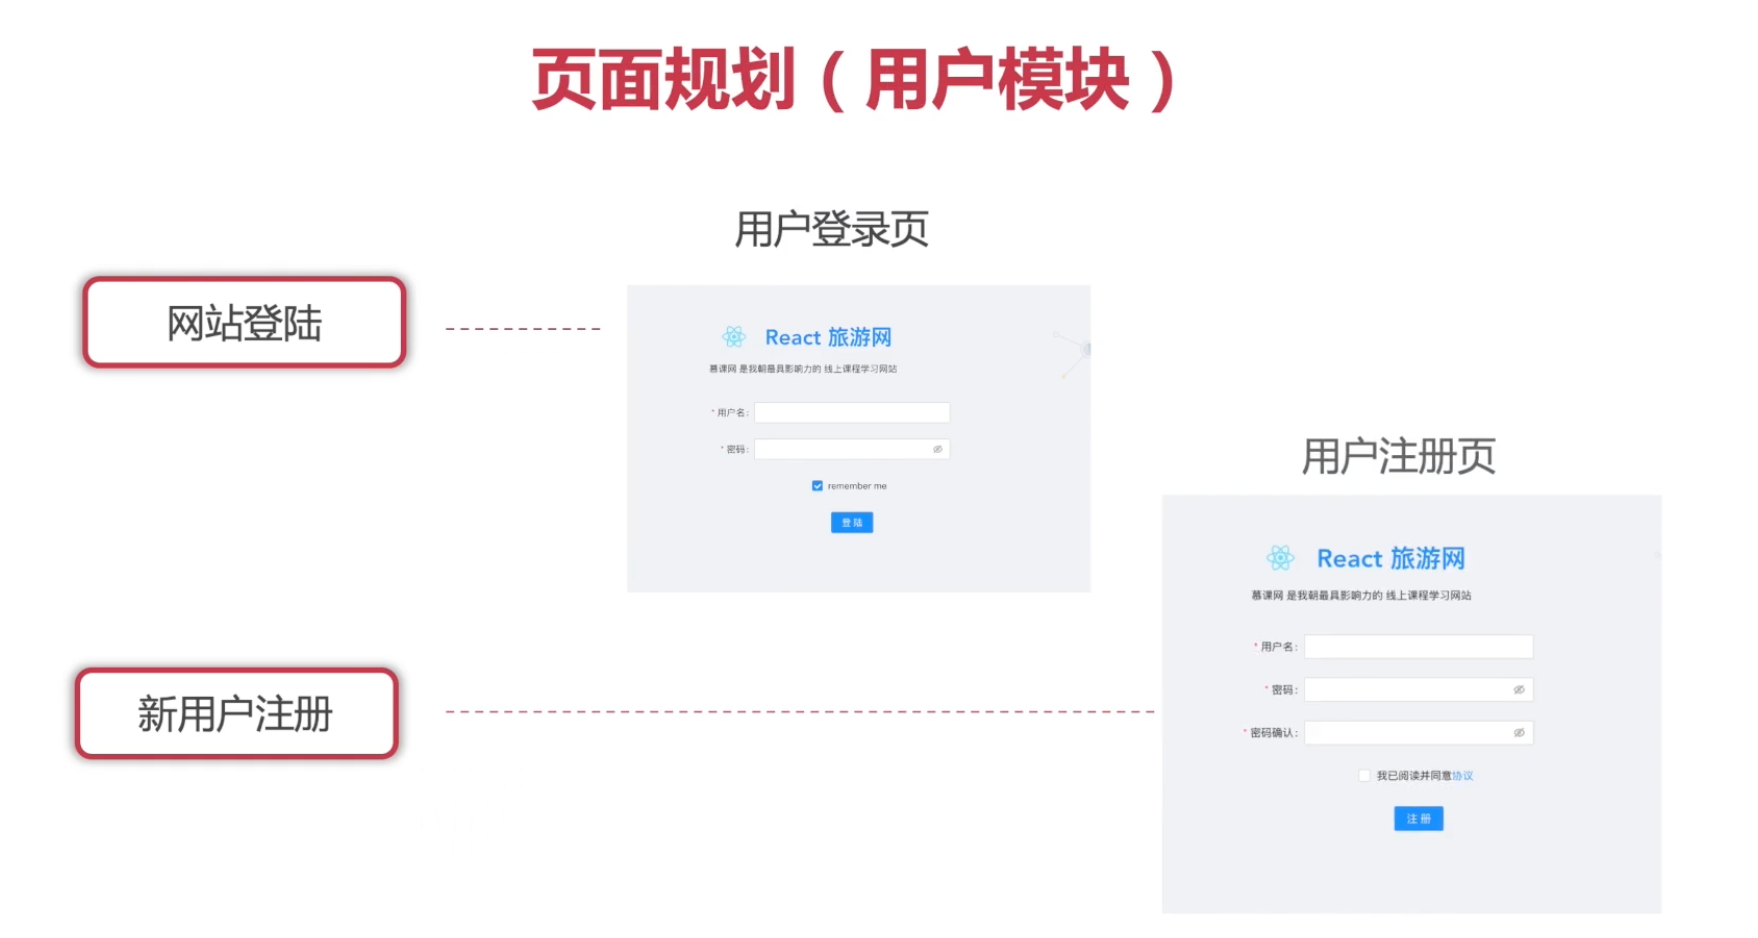 页面规划（用户模块）
用户登录页
网站登陆
React 旅游网
慕课网 是我朝最具影响力的 线上课程学习网站
* 用户名:
* 密码:
remember me
登 陆
用户注册页
React 旅游网
慕课网 是我朝最具影响力的 线上课程学习网站
* 用户名:
* 密码:
* 密码确认:
我已阅读并同意协议
注 册
新用户注册